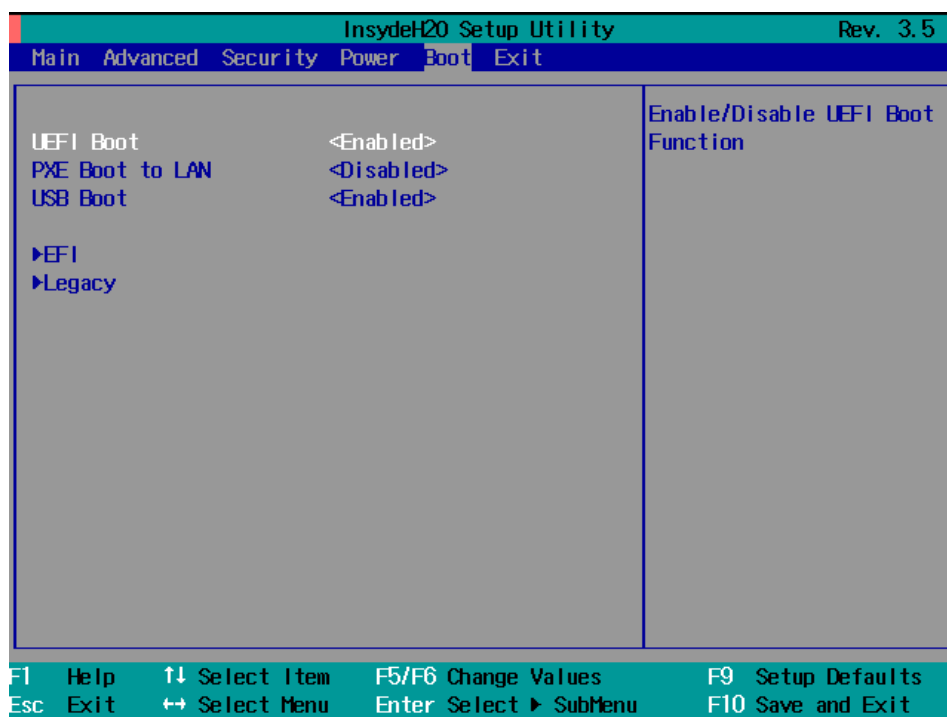 InsydeH2O Setup Utility Rev. 3.5
Main Advanced Security Power Boot Exit
UEFI Boot <Enabled>
PXE Boot to LAN <Disabled>
USB Boot <Enabled>
▶EFI
▶Legacy
Enable/Disable UEFI Boot
Function
F1 Help ↑↓ Select Item F5/F6 Change Values F9 Setup Defaults
Esc Exit ↔ Select Menu Enter Select ▶ SubMenu F10 Save and Exit